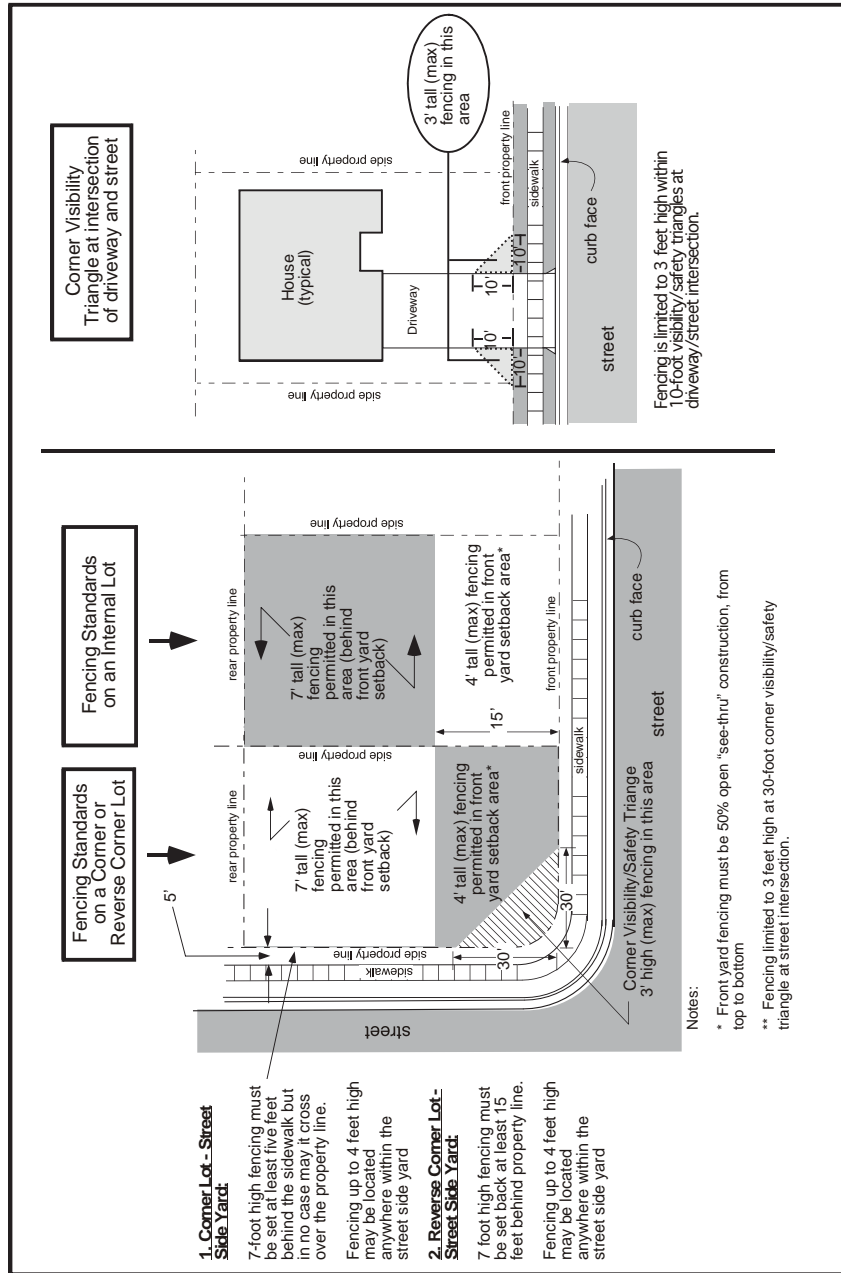 Fencing Standards
on a Corner or
Reverse Corner Lot
Fencing Standards
on an Internal Lot
5'
rear property line
rear property line
7' tall (max)
fencing
permitted in this
area (behind
front yard
setback)
7' tall (max)
fencing
permitted in this
area (behind
front yard
setback)
side property line
side property line
side property line
sidewalk
street
4' tall (max) fencing
permitted in front
yard setback area*
4' tall (max) fencing
permitted in front
yard setback area*
15'
30'
30'
front property line
sidewalk
Corner Visibility/Safety Triange
3' high (max) fencing in this area
street
curb face
1. Corner Lot - Street
Side Yard:
7-foot high fencing must
be set at least five feet
behind the sidewalk but
in no case may it cross
over the property line.
Fencing up to 4 feet high
may be located
anywhere within the
street side yard
2. Reverse Corner Lot -
Street Side Yard:
7 foot high fencing must
be set back at least 15
feet behind property line.
Fencing up to 4 feet high
may be located
anywhere within the
street side yard
Notes:
* Front yard fencing must be 50% open "see-thru" construction, from
top to bottom
** Fencing limited to 3 feet high at 30-foot corner visibility/safety
triangle at street intersection.
Corner Visibility
Triangle at intersection
of driveway and street
side property line
side property line
House
(typical)
Driveway
3' tall (max)
fencing in this
area
10'
10'
10'
10'
front property line
sidewalk
curb face
street
Fencing is limited to 3 feet high within
10-foot visibility/safety triangles at
driveway/street intersection.